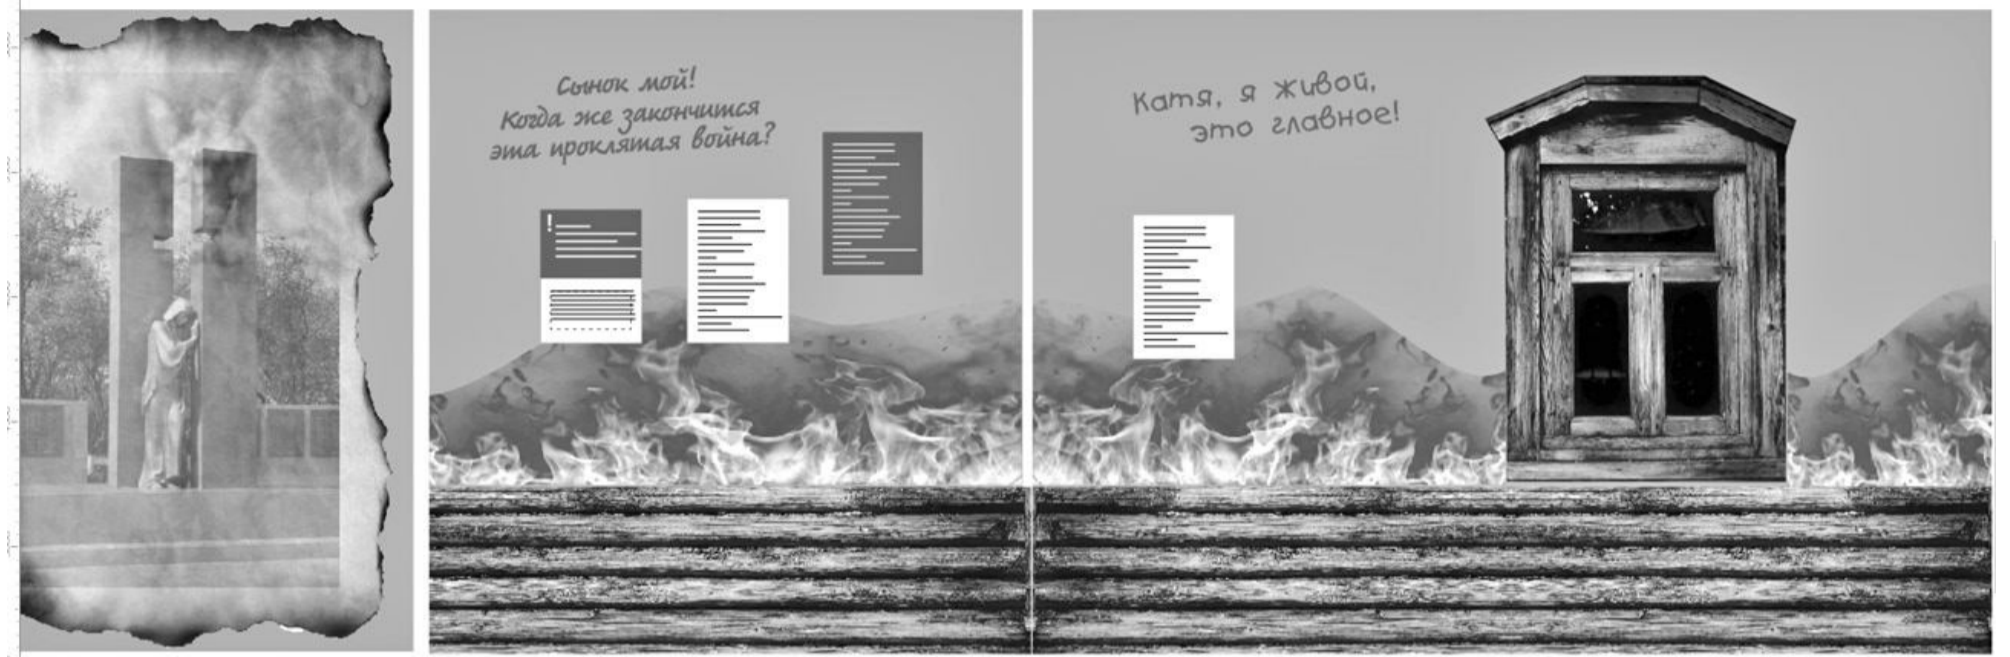 Сынок мой!
Когда же закончится
эта проклятая война?
!
Катя, я живой,
это главное!